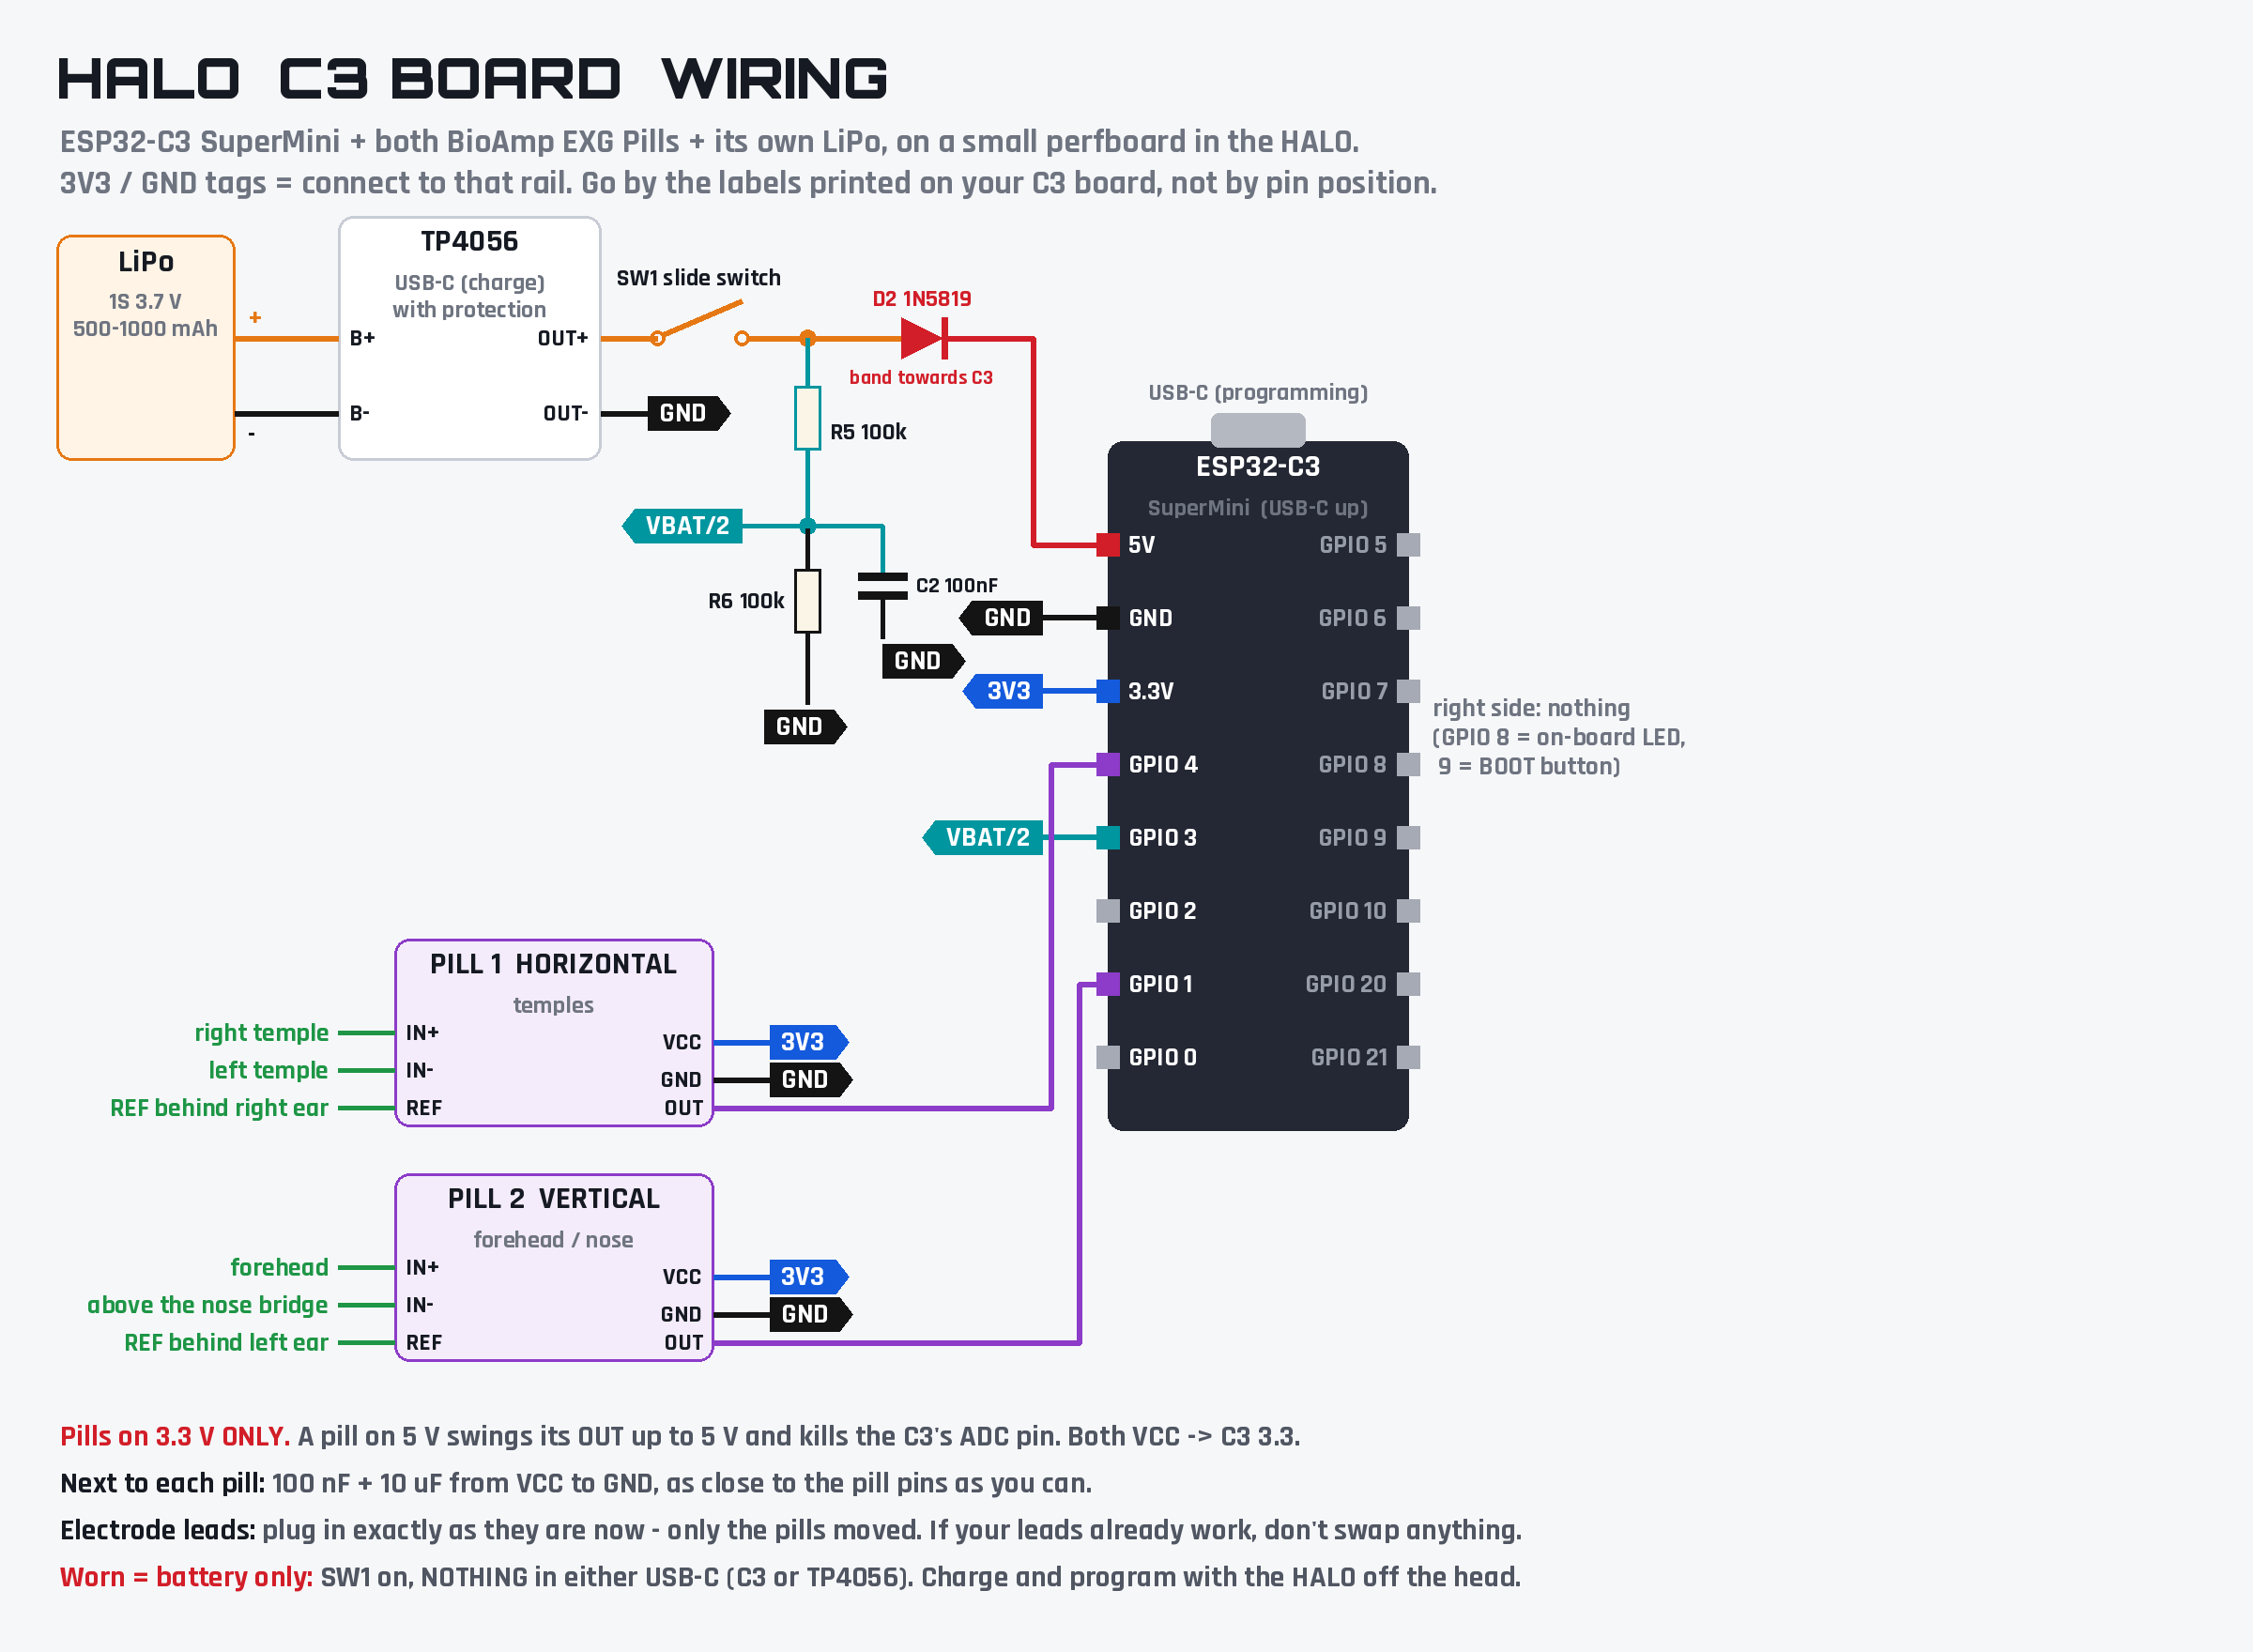 HALO C3 BOARD WIRING
ESP32-C3 SuperMini + both BioAmp EXG Pills + its own LiPo, on a small perfboard in the HALO.
3V3 / GND tags = connect to that rail. Go by the labels printed on your C3 board, not by pin position.
LiPo
1S 3.7 V
500-1000 mAh
+
-
TP4056
USB-C (charge)
with protection
B+
OUT+
B-
OUT-
GND
SW1 slide switch
D2 1N5819
band towards C3
R5 100k
VBAT/2
R6 100k
C2 100nF
GND
GND
USB-C (programming)
ESP32-C3
SuperMini (USB-C up)
5V
GPIO 5
GND
GND
GPIO 6
3V3
3.3V
GPIO 7
GPIO 4
GPIO 8
VBAT/2
GPIO 3
GPIO 9
GPIO 2
GPIO 10
GPIO 1
GPIO 20
GPIO 0
GPIO 21
right side: nothing
(GPIO 8 = on-board LED,
9 = BOOT button)
PILL 1 HORIZONTAL
temples
right temple
IN+
left temple
IN-
REF behind right ear
REF
VCC
3V3
GND
GND
OUT
PILL 2 VERTICAL
forehead / nose
forehead
IN+
above the nose bridge
IN-
REF behind left ear
REF
VCC
3V3
GND
GND
OUT
Pills on 3.3 V ONLY. A pill on 5 V swings its OUT up to 5 V and kills the C3's ADC pin. Both VCC -> C3 3.3.
Next to each pill: 100 nF + 10 uF from VCC to GND, as close to the pill pins as you can.
Electrode leads: plug in exactly as they are now - only the pills moved. If your leads already work, don't swap anything.
Worn = battery only: SW1 on, NOTHING in either USB-C (C3 or TP4056). Charge and program with the HALO off the head.